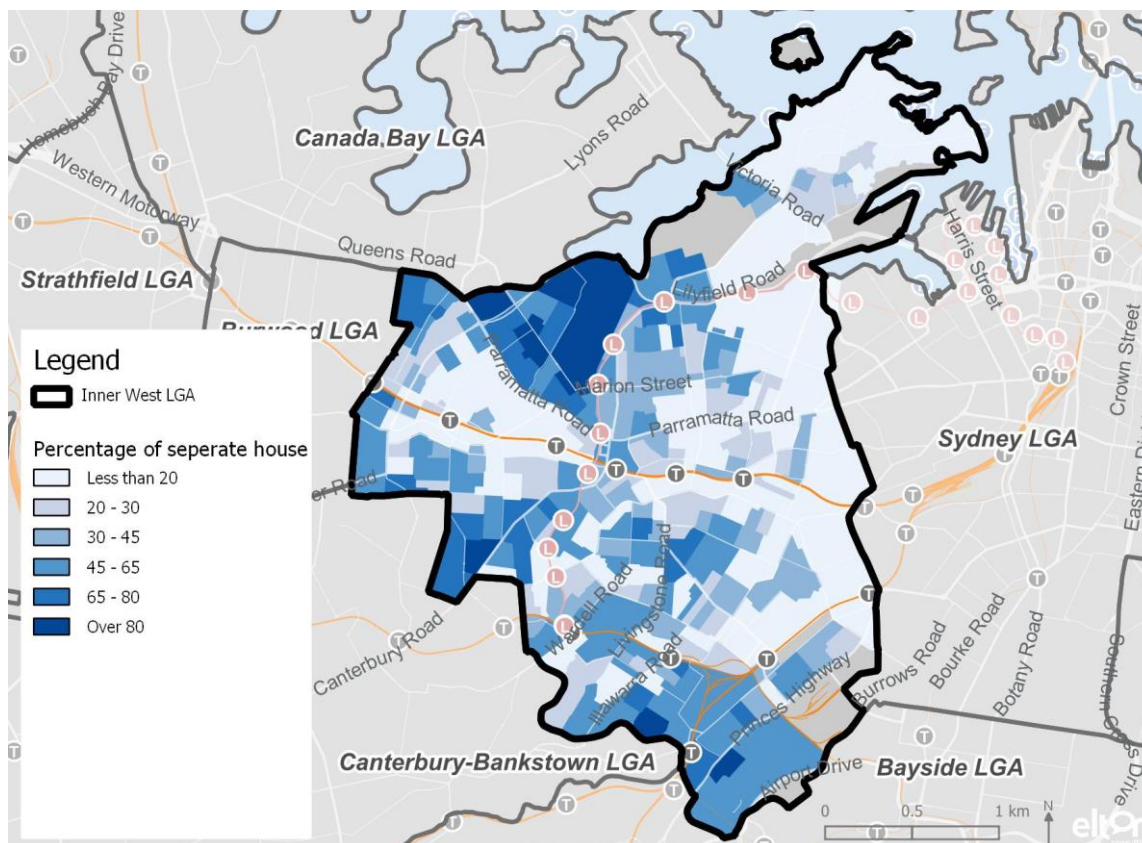 Homebush Bay Drive
Canada Bay LGA
Lyons Road
Western Motorway
Victoria Road
Queens Road
Harris Street
Strathfield LGA
Lilyfield Road
Burwood LGA
Crown Street
Legend
Inner West LGA
Parramatta Road
Marion Street
Parramatta Road
Sydney LGA
Percentage of seperate house
Less than 20
20 - 30
30 - 45
45 - 65
65 - 80
Over 80
er Road
Livingstone Road
Wardell Road
Canterbury Road
Illawarra Road
Princes Highway
Burrows Road
Bourke Road
Botany Road
Canterbury-Bankstown LGA
Airport Drive
Bayside LGA
0 0.5 1 km
N
elton
T
L